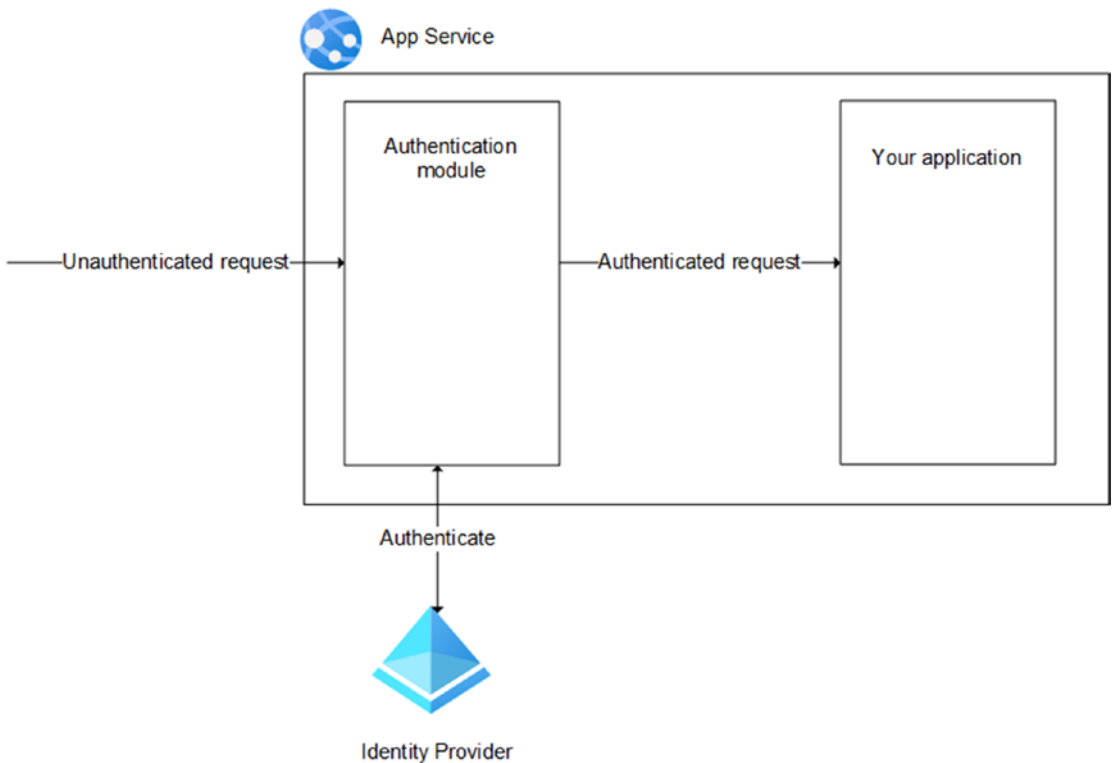 App Service
Authentication
module
Your application
Unauthenticated request
Authenticated request
Authenticate
Identity Provider